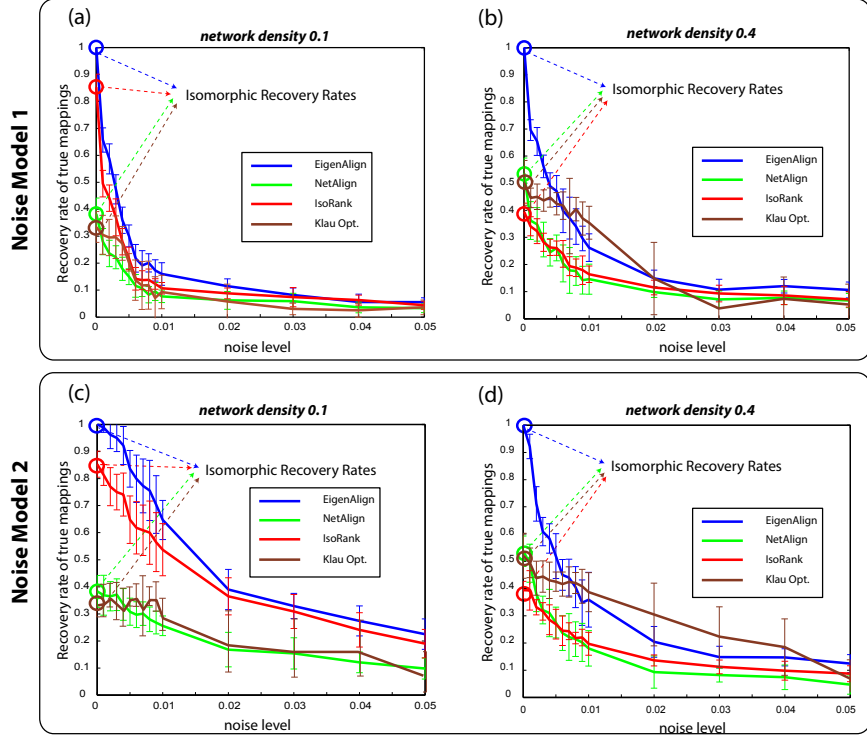 Noise Model 1
(a)
network density 0.1
Recovery rate of true mappings
1
0.9
0.8
0.7
0.6
0.5
0.4
0.3
0.2
0.1
0
Isomorphic Recovery Rates
EigenAlign
NetAlign
IsoRank
Klau Opt.
0 0.01 0.02 0.03 0.04 0.05
noise level
(b)
network density 0.4
Recovery rate of true mappings
1
0.9
0.8
0.7
0.6
0.5
0.4
0.3
0.2
0.1
0
Isomorphic Recovery Rates
EigenAlign
NetAlign
IsoRank
Klau Opt.
0 0.01 0.02 0.03 0.04 0.05
noise level
Noise Model 2
(c)
network density 0.1
Recovery rate of true mappings
1
0.9
0.8
0.7
0.6
0.5
0.4
0.3
0.2
0.1
0
Isomorphic Recovery Rates
EigenAlign
NetAlign
IsoRank
Klau Opt.
0 0.01 0.02 0.03 0.04 0.05
noise level
(d)
network density 0.4
Recovery rate of true mappings
1
0.9
0.8
0.7
0.6
0.5
0.4
0.3
0.2
0.1
0
Isomorphic Recovery Rates
EigenAlign
NetAlign
IsoRank
Klau Opt.
0 0.01 0.02 0.03 0.04 0.05
noise level